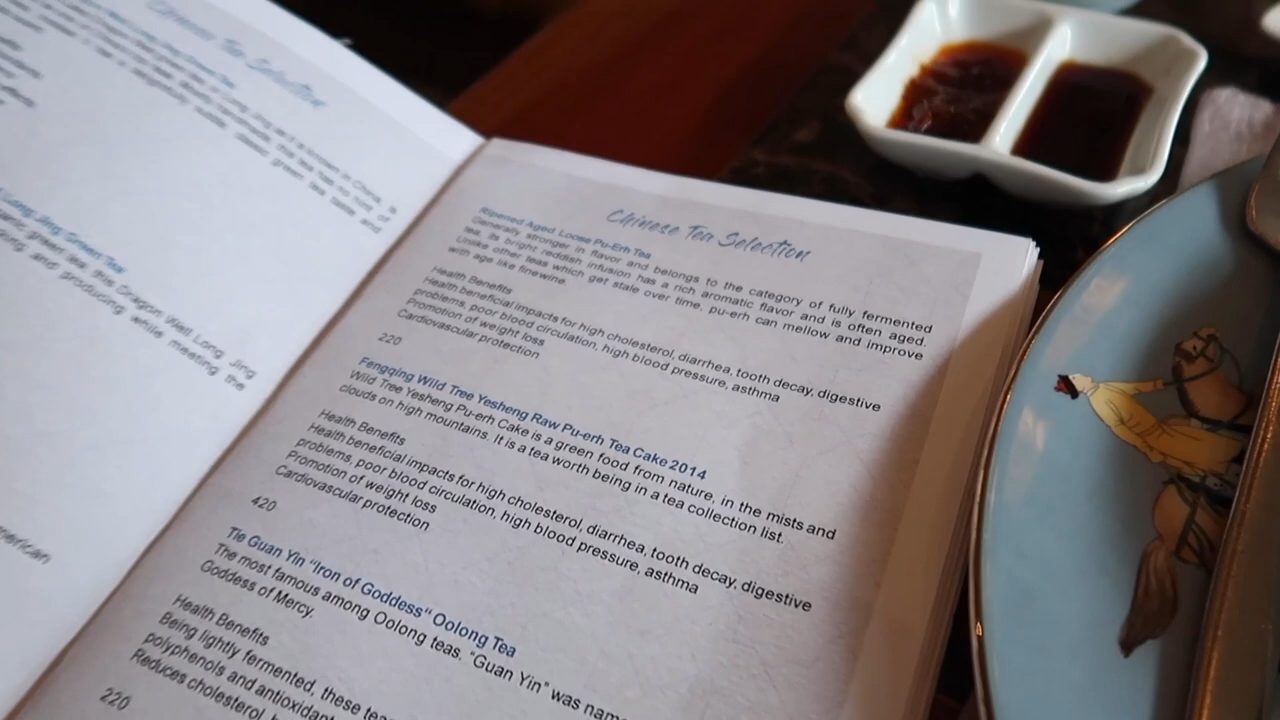 Chinese Tea Selection
is
green tea taste and
Long Jing Green Tea
green tea, this Dragon Well Long Jing
and producing while meeting the
American
Chinese Tea Selection
Ripened Aged Loose Pu-Erh Tea
Generally stronger in flavor and belongs to the category of fully fermented
tea, its bright reddish infusion has a rich aromatic flavor and is often aged.
Unlike other teas which get stale over time, pu-erh can mellow and improve
with age like finewine.
Health Benefits
Health beneficial impacts for high cholesterol, diarrhea, tooth decay, digestive
problems, poor blood circulation, high blood pressure, asthma
Promotion of weight loss
Cardiovascular protection
220
Fengqing Wild Tree Yesheng Raw Pu-erh Tea Cake 2014
Wild Tree Yesheng Pu-erh Cake is a green food from nature, in the mists and
clouds on high mountains. It is a tea worth being in a tea collection list.
Health Benefits
Health beneficial impacts for high cholesterol, diarrhea, tooth decay, digestive
problems, poor blood circulation, high blood pressure, asthma
Promotion of weight loss
Cardiovascular protection
420
Tie Guan Yin "Iron of Goddess" Oolong Tea
The most famous among Oolong teas. "Guan Yin" was nam
Goddess of Mercy.
Health Benefits
Being lightly fermented, these tea
polyphenols and antioxidant
Reduces cholesterol,
220